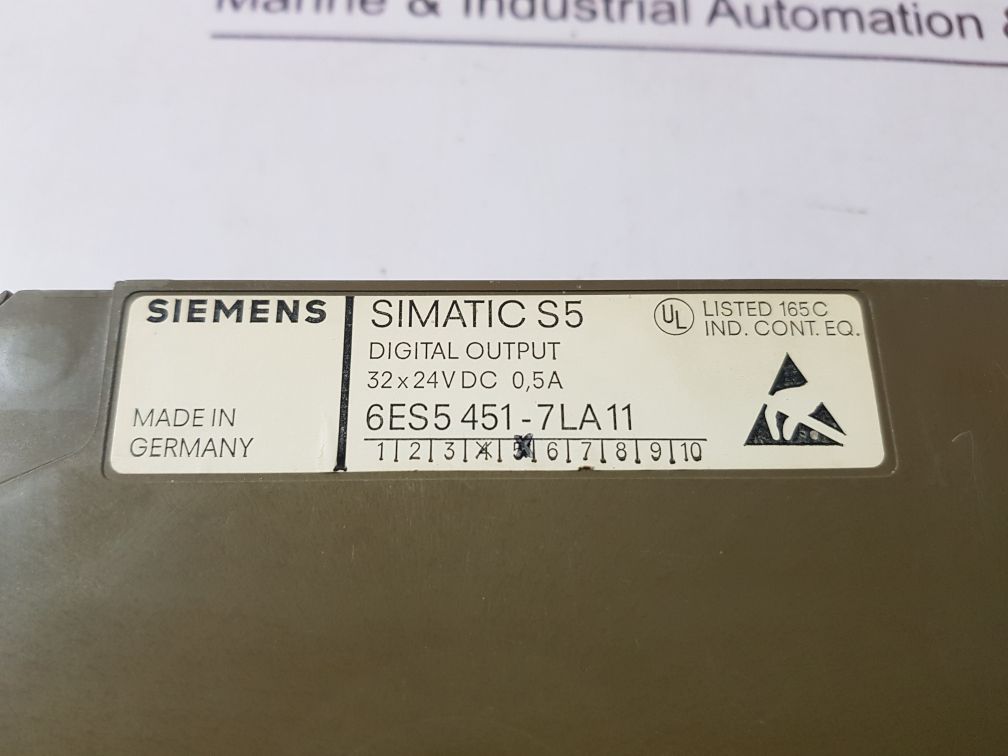 Marine & Industrial Automation &
SIEMENS
MADE IN
GERMANY
SIMATIC S5
DIGITAL OUTPUT
32 x 24V DC 0,5A
6ES5 451-7LA11
1|2|3|4|5|6|7|8|9|10
UL LISTED 165C
IND. CONT. EQ.